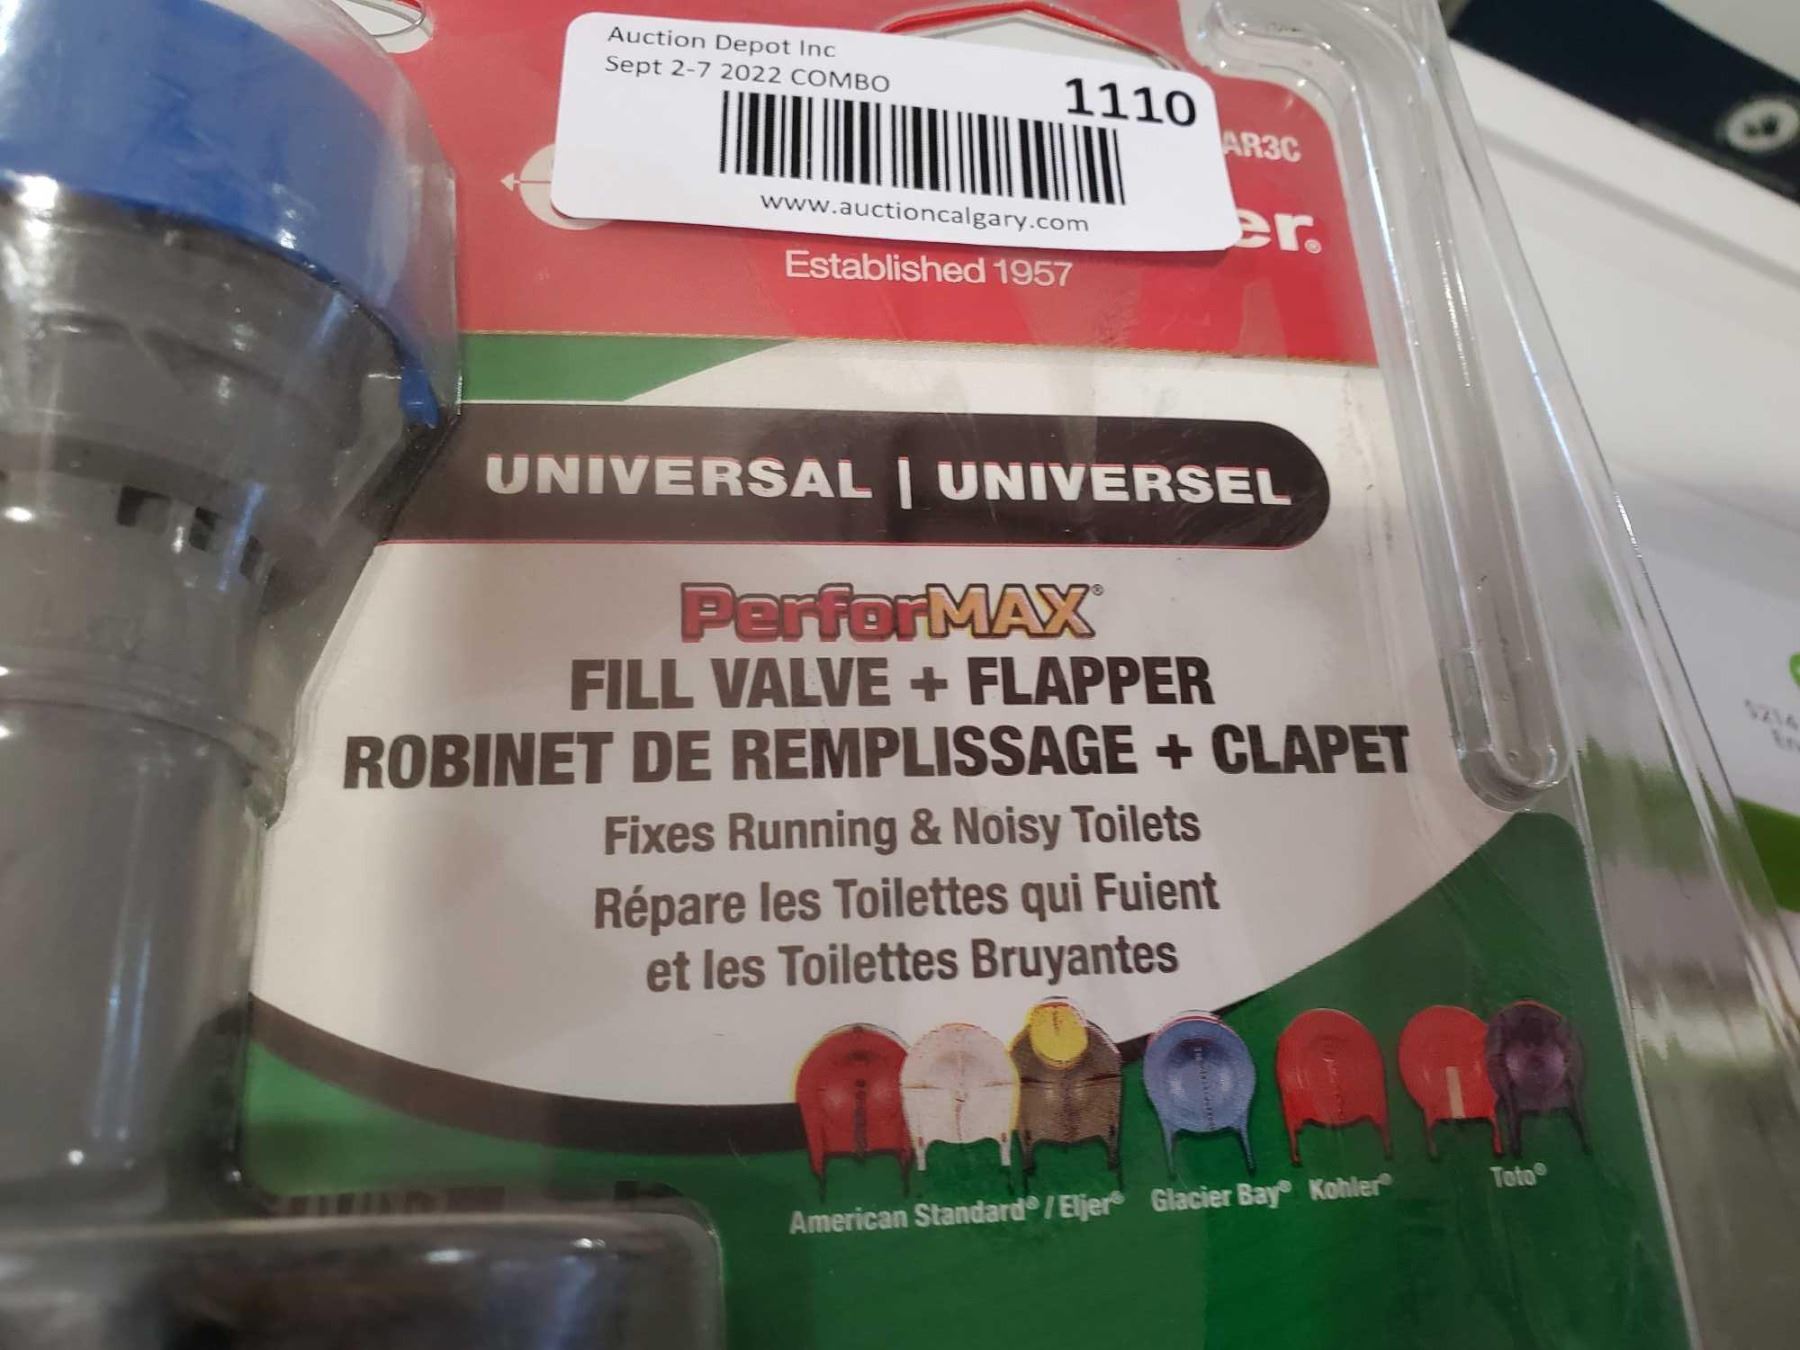 Auction Depot Inc
Sept 2-7 2022 COMBO
1110
www.auctioncalgary.com
AR3C
er®
Established 1957
UNIVERSAL | UNIVERSEL
PerforMAX®
FILL VALVE + FLAPPER
ROBINET DE REMPLISSAGE + CLAPET
Fixes Running & Noisy Toilets
Répare les Toilettes qui Fuient
et les Toilettes Bruyantes
American Standard® / Eljer® Glacier Bay® Kohler® Toto®